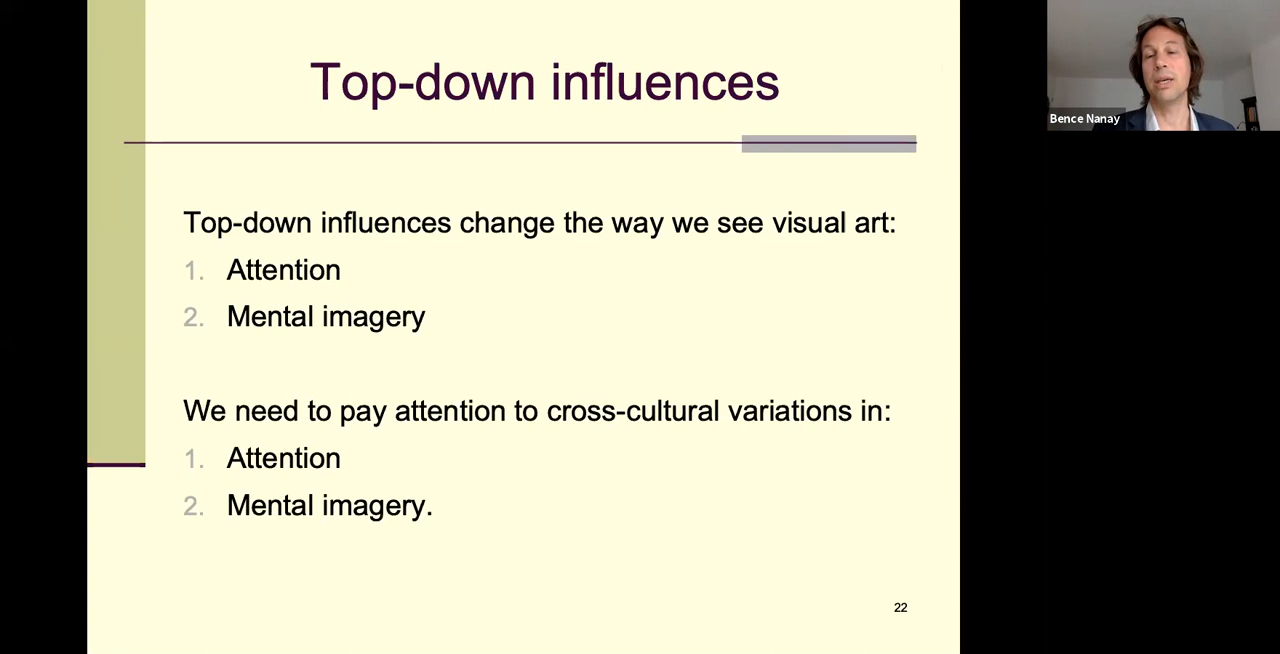 Top-down influences
Bence Nanay
Top-down influences change the way we see visual art:
1. Attention
2. Mental imagery
We need to pay attention to cross-cultural variations in:
1. Attention
2. Mental imagery.
22